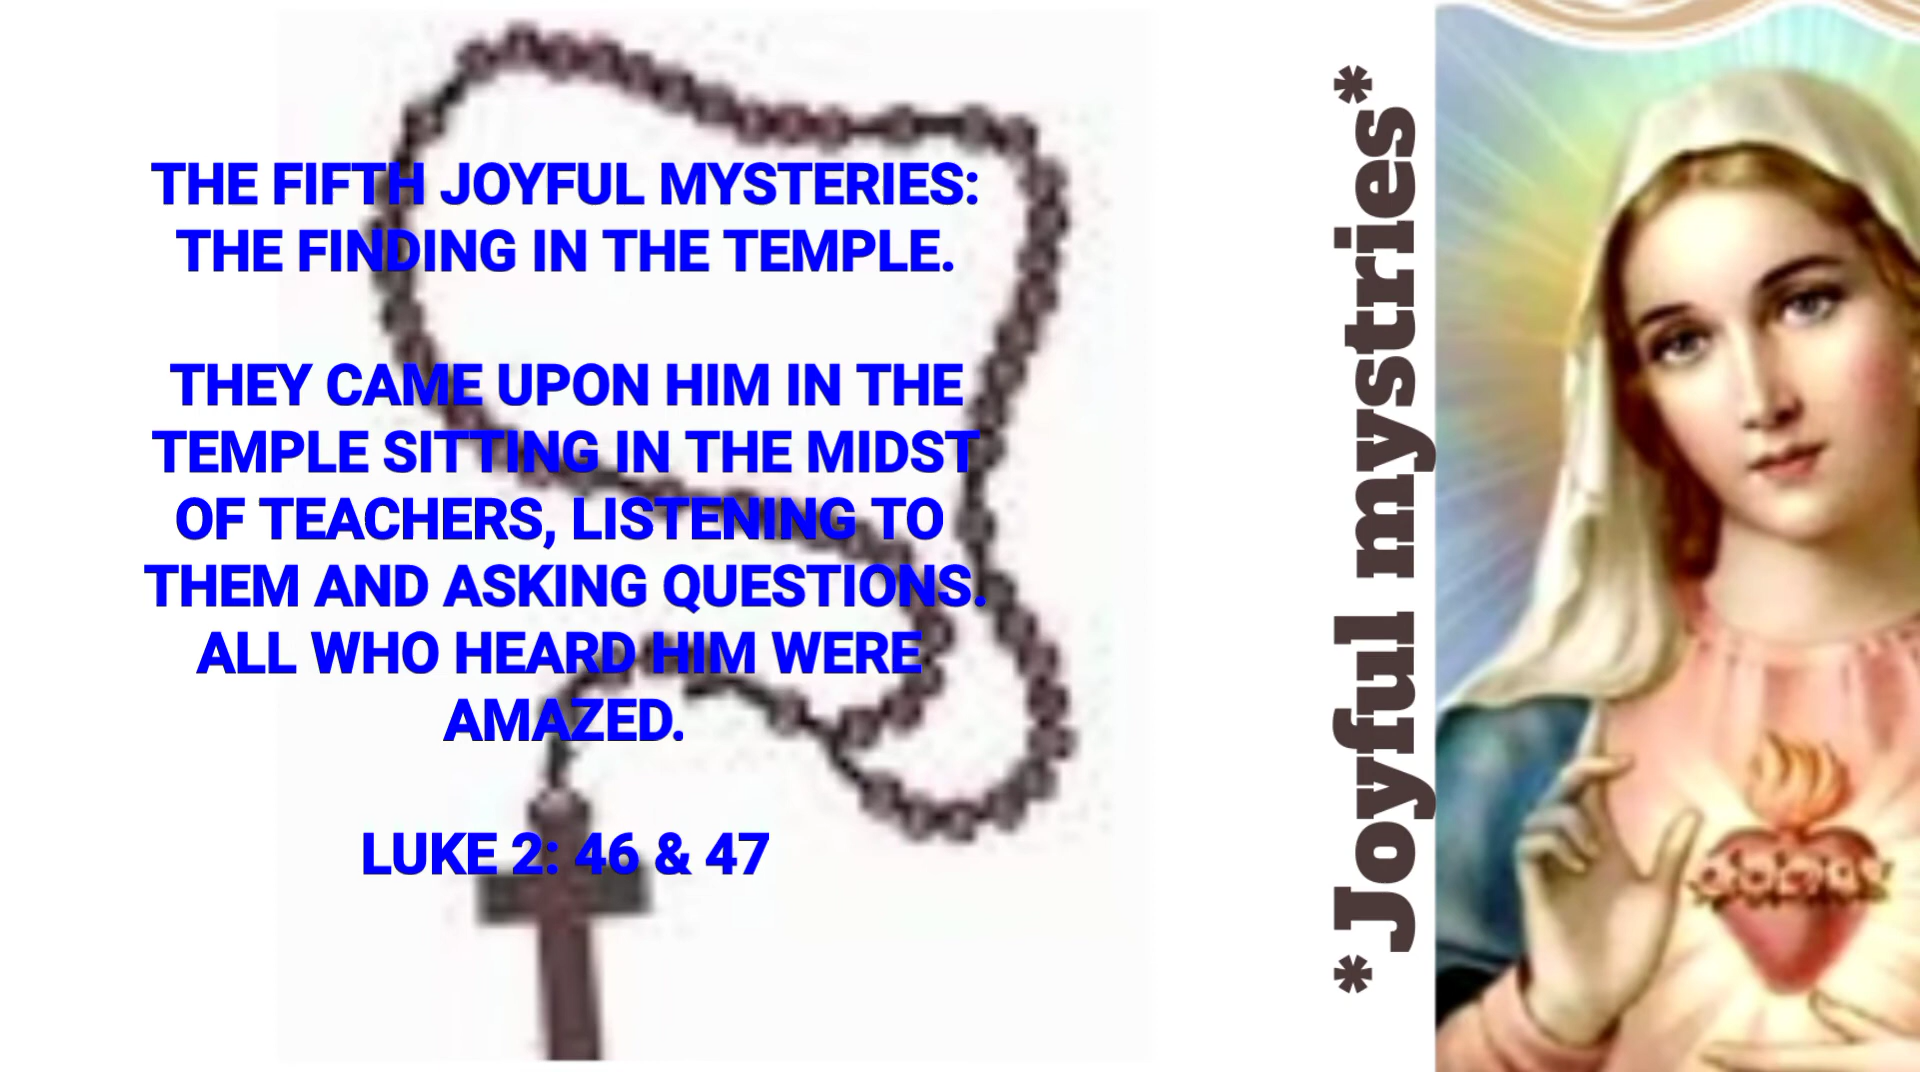 THE FIFTH JOYFUL MYSTERIES:
THE FINDING IN THE TEMPLE.
THEY CAME UPON HIM IN THE
TEMPLE SITTING IN THE MIDST
OF TEACHERS, LISTENING TO
THEM AND ASKING QUESTIONS.
ALL WHO HEARD HIM WERE
AMAZED.
LUKE 2: 46 & 47
*Joyful mystries*